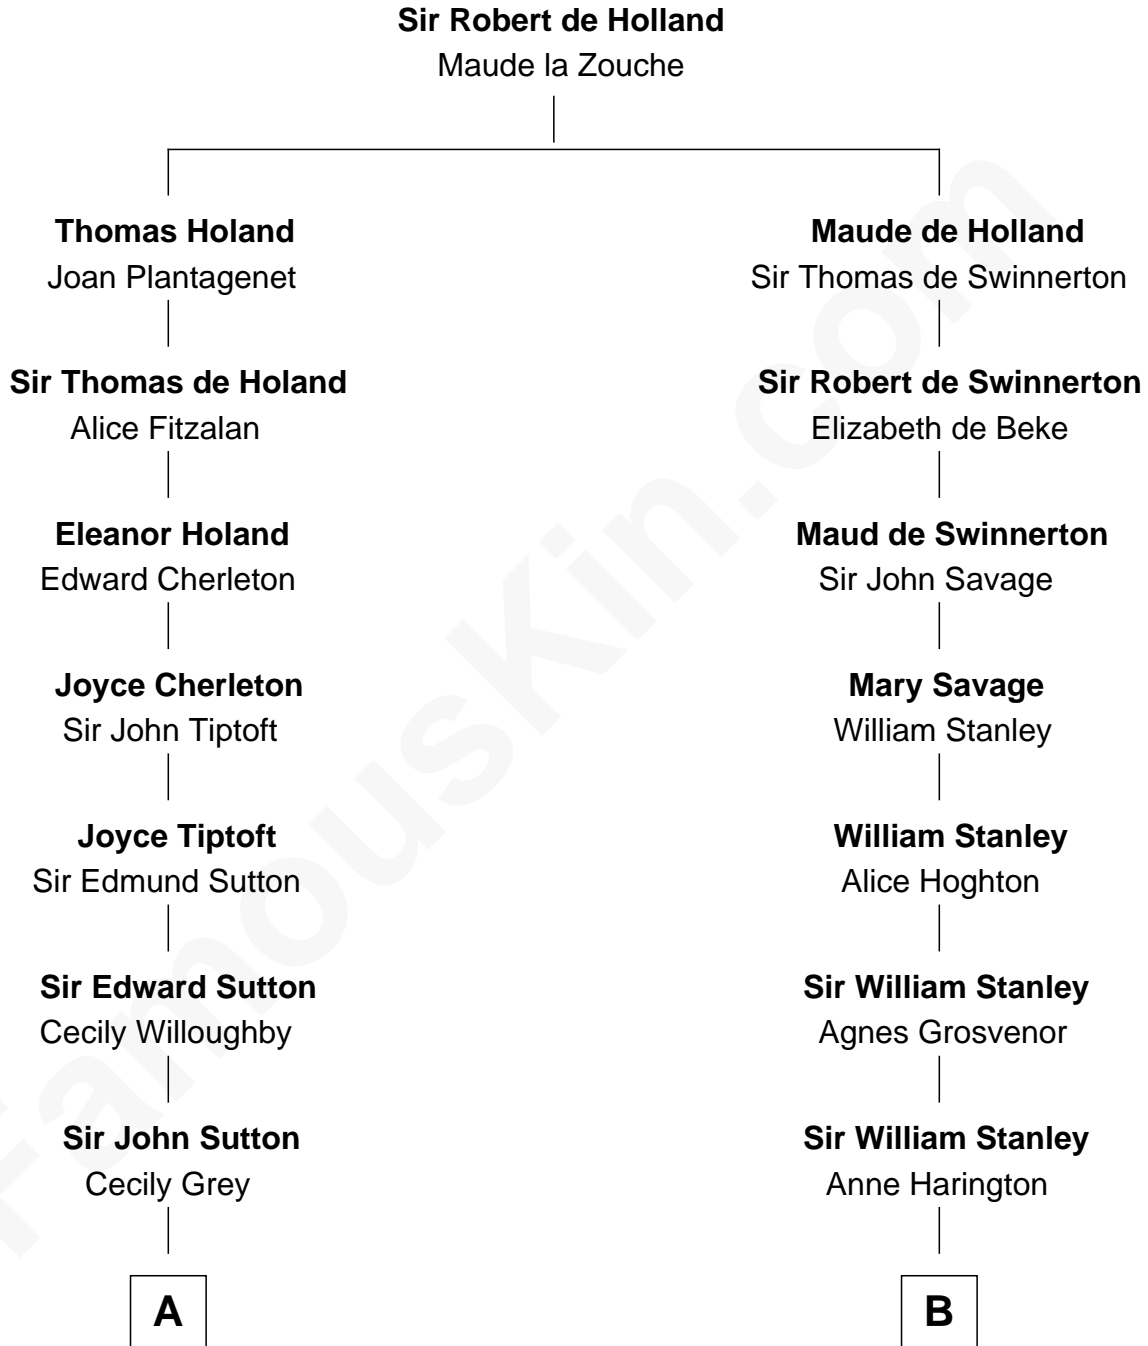 Sir Robert de Holland
Maude la Zouche
Thomas Holand
Joan Plantagenet
Sir Thomas de Holand
Alice Fitzalan
Eleanor Holand
Edward Cherleton
Joyce Cherleton
Sir John Tiptoft
Joyce Tiptoft
Sir Edmund Sutton
Sir Edward Sutton
Cecily Willoughby
Sir John Sutton
Cecily Grey
A
Maude de Holland
Sir Thomas de Swinnerton
Sir Robert de Swinnerton
Elizabeth de Beke
Maud de Swinnerton
Sir John Savage
Mary Savage
William Stanley
William Stanley
Alice Hoghton
Sir William Stanley
Agnes Grosvenor
Sir William Stanley
Anne Harington
B
FamousKin.com